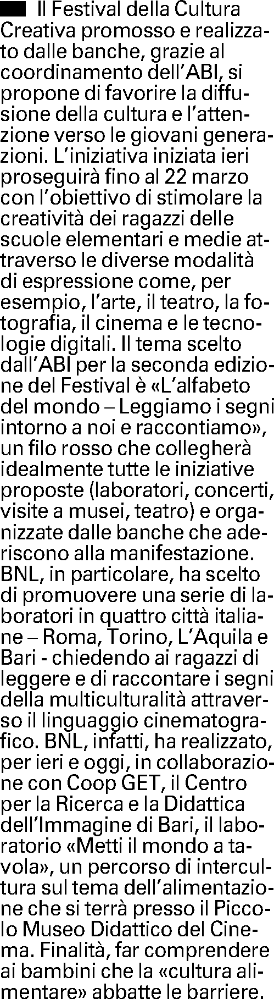 Il Festival della Cultura
Creativa promosso e realizza-
to dalle banche, grazie al
coordinamento dell'ABI, si
propone di favorire la diffu-
sione della cultura e l'atten-
zione verso le giovani genera-
zioni. L'iniziativa iniziata ieri
proseguirà fino al 22 marzo
con l'obiettivo di stimolare la
creatività dei ragazzi delle
scuole elementari e medie at-
traverso le diverse modalità
di espressione come, per
esempio, l'arte, il teatro, la fo-
tografia, il cinema e le tecno-
logie digitali. Il tema scelto
dall'ABI per la seconda edizio-
ne del Festival è «L'alfabeto
del mondo – Leggiamo i segni
intorno a noi e raccontiamo»,
un filo rosso che collegherà
idealmente tutte le iniziative
proposte (laboratori, concerti,
visite a musei, teatro) e orga-
nizzate dalle banche che ade-
riscono alla manifestazione.
BNL, in particolare, ha scelto
di promuovere una serie di la-
boratori in quattro città italia-
ne – Roma, Torino, L'Aquila e
Bari - chiedendo ai ragazzi di
leggere e di raccontare i segni
della multiculturalità attraver-
so il linguaggio cinematogra-
fico. BNL, infatti, ha realizzato,
per ieri e oggi, in collaborazio-
ne con Coop GET, il Centro
per la Ricerca e la Didattica
dell'Immagine di Bari, il labo-
ratorio «Metti il mondo a ta-
vola», un percorso di intercul-
tura sul tema dell'alimentazio-
ne che si terrà presso il Picco-
lo Museo Didattico del Cine-
ma. Finalità, far comprendere
ai bambini che la «cultura ali-
mentare» abbatte le barriere.